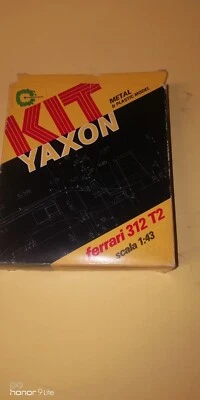 KIT
METAL
& PLASTIC MODEL
YAXON
ferrari 312 T2
scala 1:43
honor 9 Lite